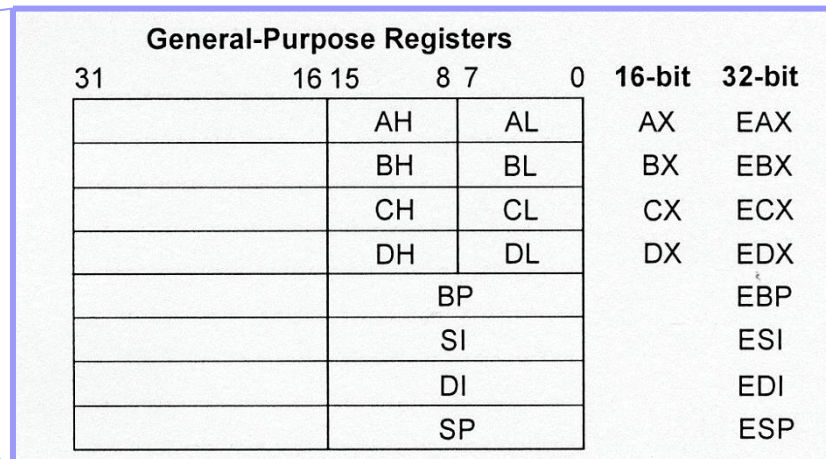 General-Purpose Registers
31 16 15 8 7 0 16-bit 32-bit
AH AL AX EAX
BH BL BX EBX
CH CL CX ECX
DH DL DX EDX
BP EBP
SI ESI
DI EDI
SP ESP